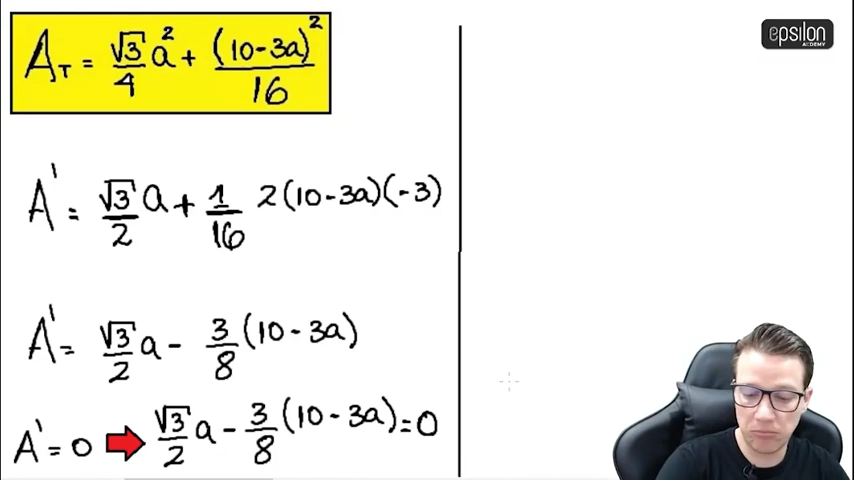 A_T = √3/4 a² + (10-3a)²/16
epsilon
ACADEMY
A' = √3/2 a + 1/16 2(10-3a)(-3)
A' = √3/2 a - 3/8 (10-3a)
A' = 0 ➡ √3/2 a - 3/8 (10-3a) = 0